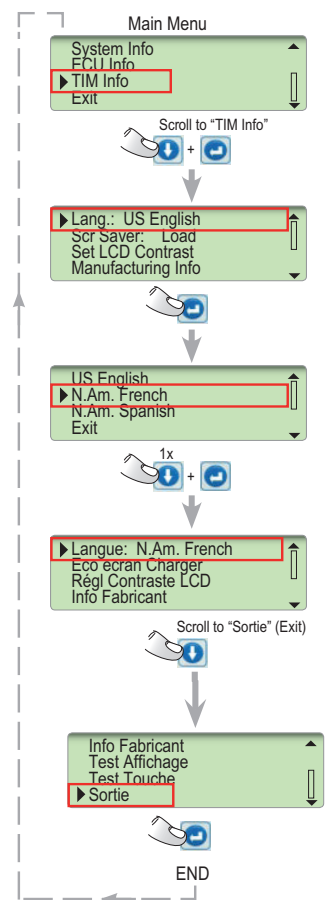 Main Menu
System Info
ECU Info
TIM Info
Exit
Scroll to “TIM Info”
+
Lang.: US English
Scr Saver: Load
Set LCD Contrast
Manufacturing Info
US English
N.Am. French
N.Am. Spanish
Exit
1x
+
Langue: N.Am. French
Eco ecran Charger
Régl Contraste LCD
Info Fabricant
Scroll to “Sortie” (Exit)
Info Fabricant
Test Affichage
Test Touche
Sortie
END